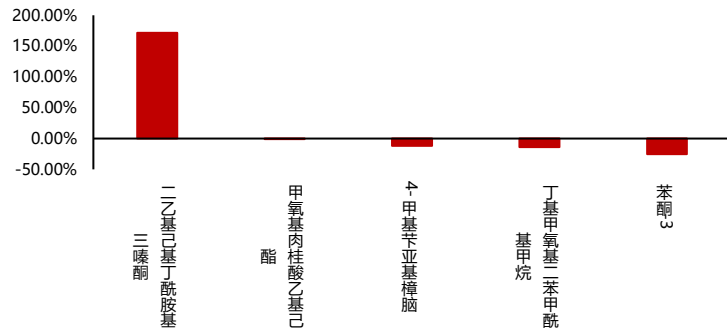 200.00%
150.00%
100.00%
50.00%
0.00%
-50.00%
二乙基己基丁酰胺基
三嗪酮
甲氧基肉桂酸乙基己
酯
4-甲基苄亚基樟脑
丁基甲氧基二苯甲酰
基甲烷
苯酮-3